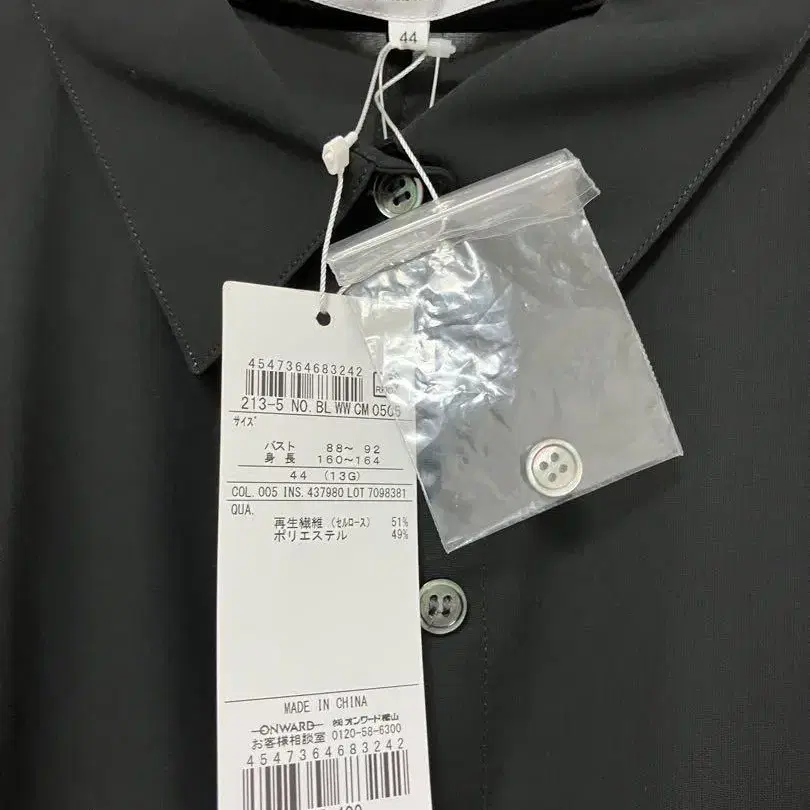 44
4547364683242
213-5 NO. BL WW CM 0505
サイズ
バスト 88～ 92
身長 160～164
44 (13G)
COL. 005 INS. 437980 LOT 7098381
QUA.
再生繊維 (セルロース) 51%
ポリエステル 49%
MADE IN CHINA
ONWARD ㈱オンワード樫山
お客様相談室 0120-58-6300
4547364683242